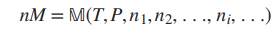 nM = 𝕄(T, P, n₁, n₂, . . . , nᵢ, . . .)